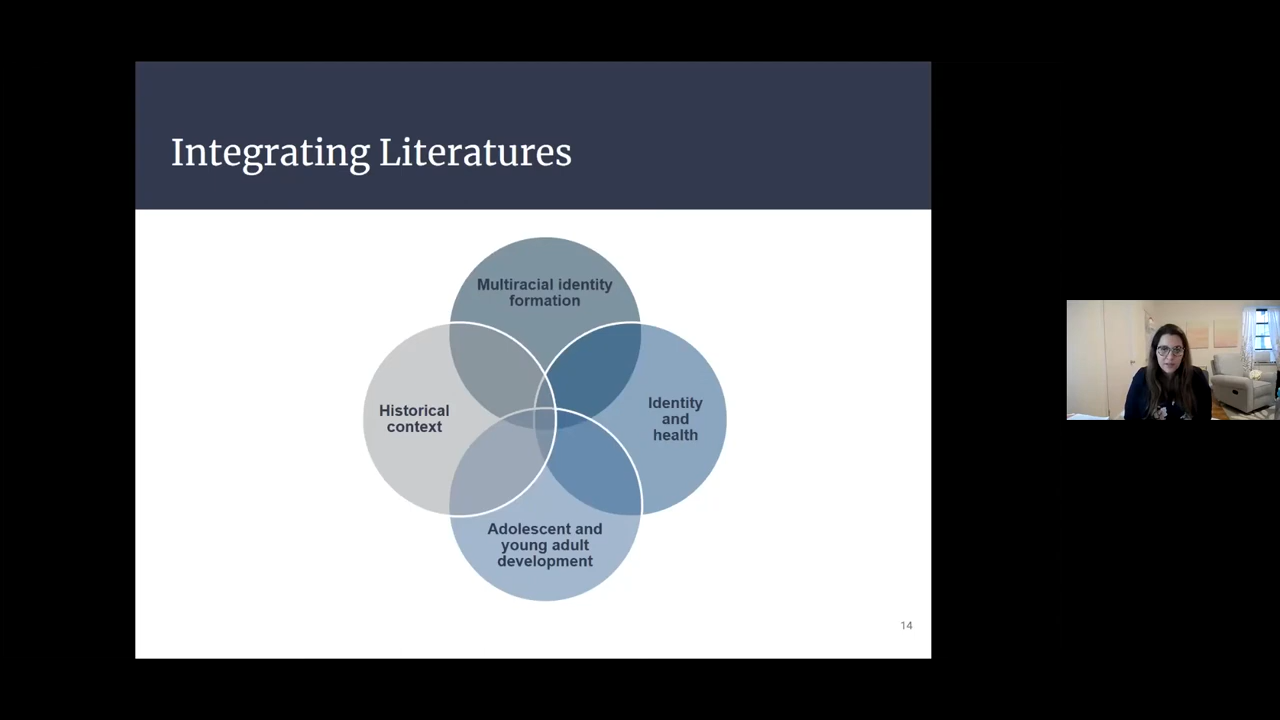 Integrating Literatures
Multiracial identity
formation
Historical
context
Identity
and
health
Adolescent and
young adult
development
14